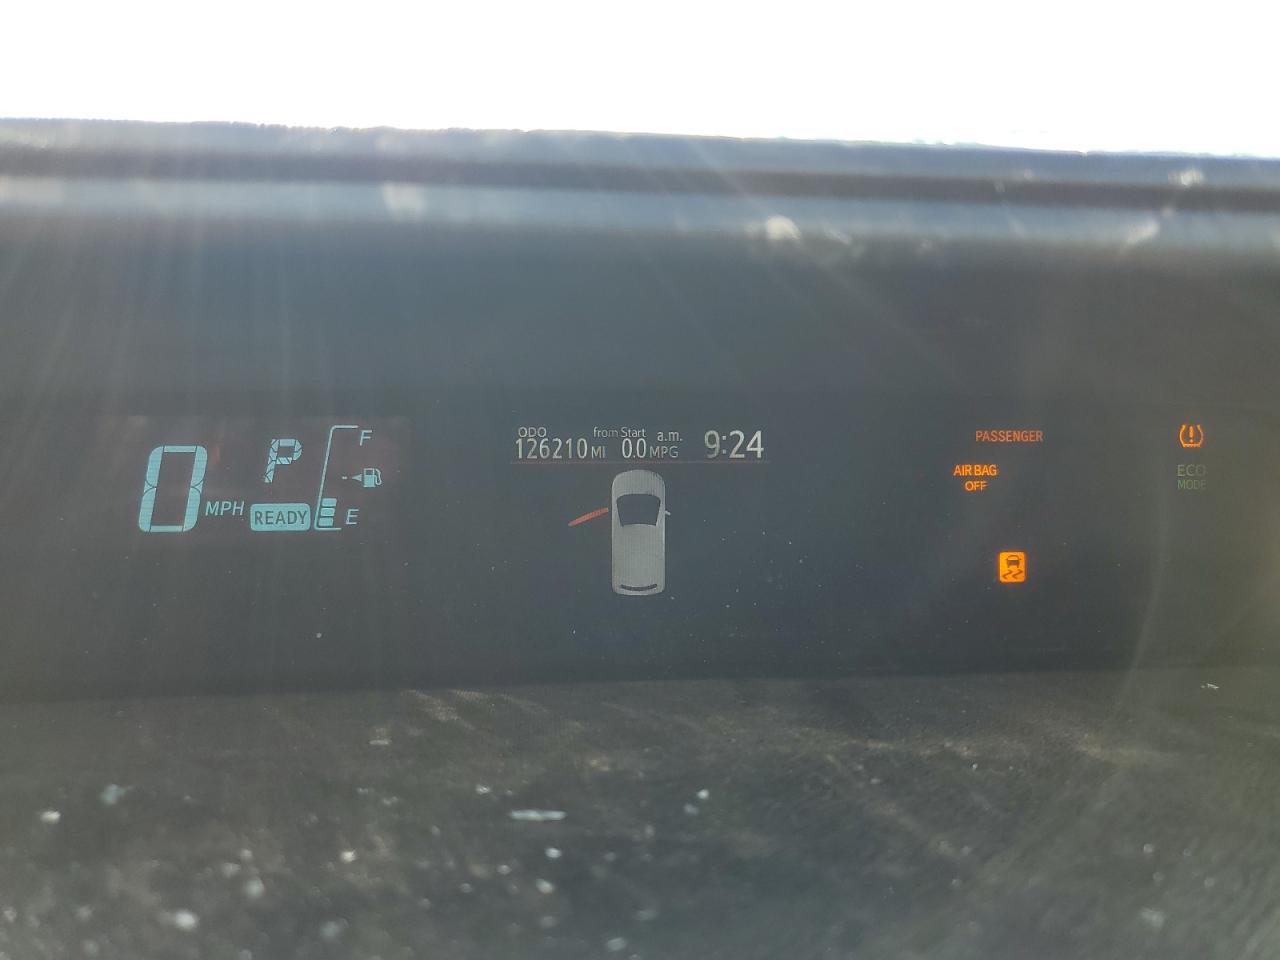 0 MPH
P
READY
F
E
ODO
126210 MI
from Start
0.0 MPG
a.m.
9:24
PASSENGER
AIR BAG
OFF
ECO
MODE